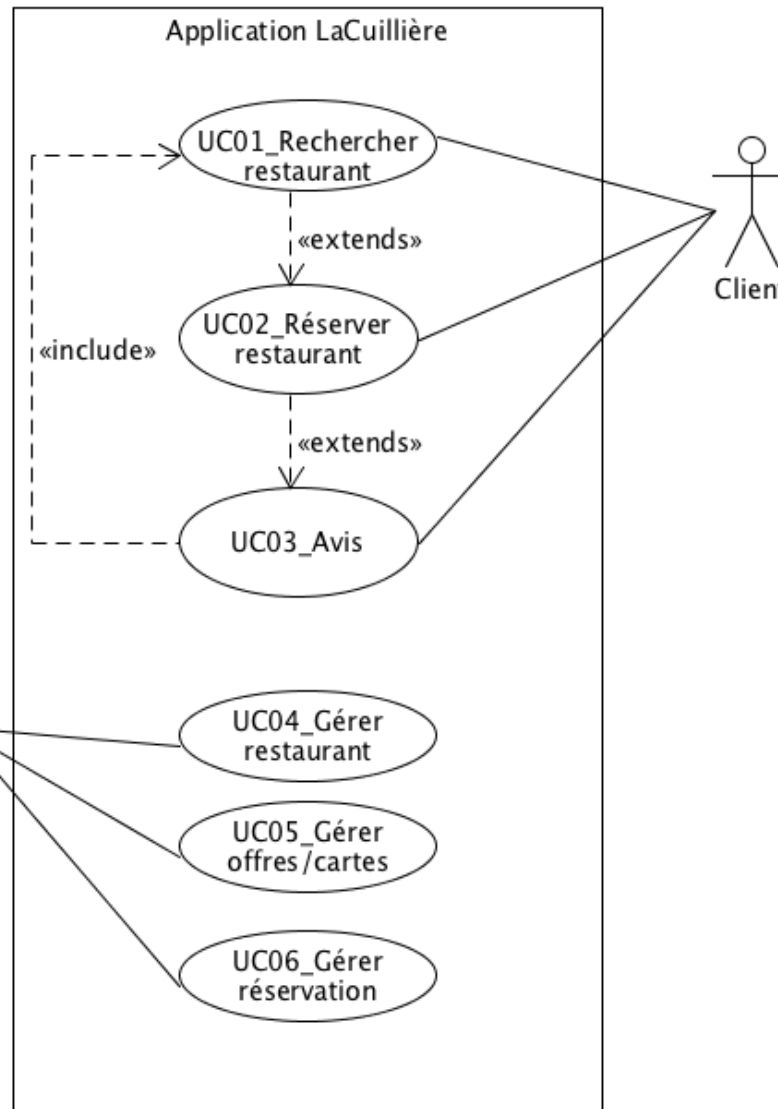 Application LaCuillière
UC01_Rechercher
restaurant
«extends»
UC02_Réserver
restaurant
«include»
«extends»
UC03_Avis
Client
UC04_Gérer
restaurant
UC05_Gérer
offres/cartes
UC06_Gérer
réservation